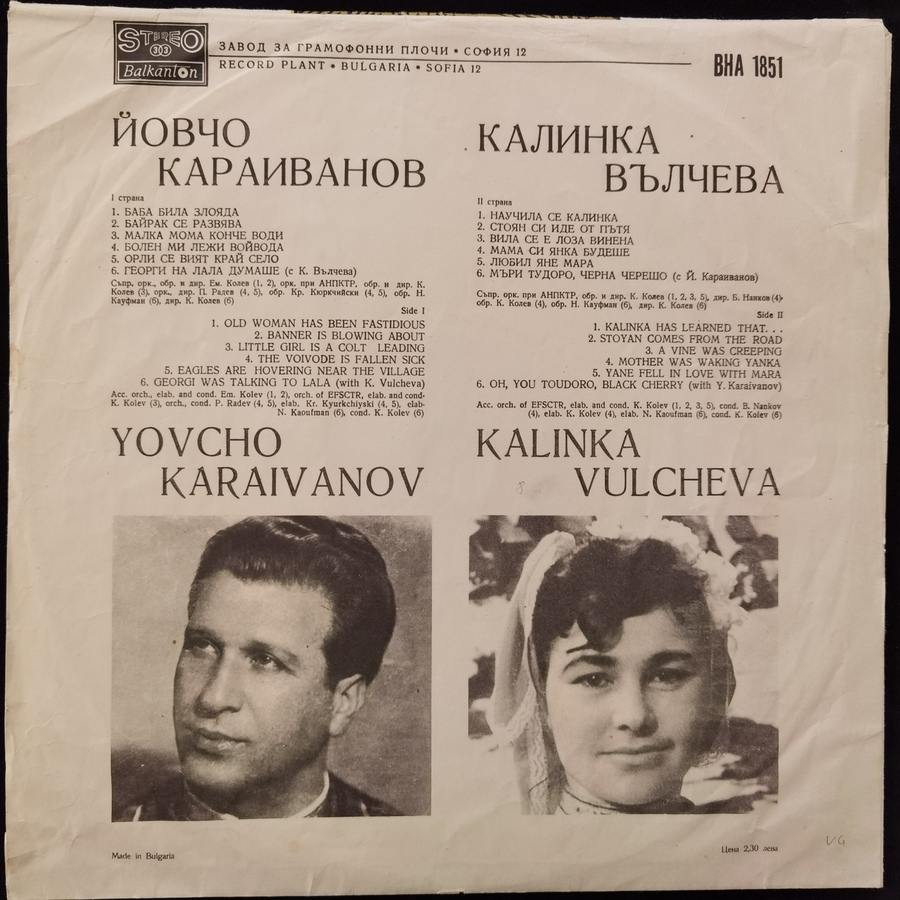 STEREO
303
Balkanton
ЗАВОД ЗА ГРАМОФОННИ ПЛОЧИ • СОФИЯ 12
RECORD PLANT • BULGARIA • SOFIA 12
ВНА 1851
ЙОВЧО
КАРАИВАНОВ
I страна
1. БАБА БИЛА ЗЛОЯДА
2. БАЙРАК СЕ РАЗВЯВА
3. МАЛКА МОМА КОНЧЕ ВОДИ
4. БОЛЕН МИ ЛЕЖИ ВОЙВОДА
5. ОРЛИ СЕ ВИЯТ КРАЙ СЕЛО
6. ГЕОРГИ НА ЛАЛА ДУМАШЕ (с К. Вълчева)
Съпр. орк., обр. и дир. Ем. Колев (1, 2), орк. при АНПКТР, обр. и дир. К.
Колев (3), орк., дир. П. Радев (4, 5), обр. Кр. Кюркчийски (4, 5), обр. Н.
Кауфман (6), дир. К. Колев (6)
Side I
1. OLD WOMAN HAS BEEN FASTIDIOUS
2. BANNER IS BLOWING ABOUT
3. LITTLE GIRL IS A COLT LEADING
4. THE VOIVODE IS FALLEN SICK
5. EAGLES ARE HOVERING NEAR THE VILLAGE
6. GEORGI WAS TALKING TO LALA (with K. Vulcheva)
Acc. orch., elab. and cond. Em. Kolev (1, 2), orch. of EFSCTR, elab. and cond.
K. Kolev (3), orch., cond. P. Radev (4, 5), elab. Kr. Kyurkchiyski (4, 5), elab.
N. Kaoufman (6), cond. K. Kolev (6)
YOVCHO
KARAIVANOV
КАЛИНКА
ВЪЛЧЕВА
II страна
1. НАУЧИЛА СЕ КАЛИНКА
2. СТОЯН СИ ИДЕ ОТ ПЪТЯ
3. ВИЛА СЕ Е ЛОЗА ВИНЕНА
4. МАМА СИ ЯНКА БУДЕШЕ
5. ЛЮБИЛ ЯНЕ МАРА
6. МЪРИ ТУДОРО, ЧЕРНА ЧЕРЕШО (с Й. Караиванов)
Съпр. орк. при АНПКТР, обр. и дир. К. Колев (1, 2, 3, 5), дир. Б. Нанков (4),
обр. К. Колев (4), обр. Н. Кауфман (6), дир. К. Колев (6)
Side II
1. KALINKA HAS LEARNED THAT. . .
2. STOYAN COMES FROM THE ROAD
3. A VINE WAS CREEPING
4. MOTHER WAS WAKING YANKA
5. YANE FELL IN LOVE WITH MARA
6. OH, YOU TOUDORO, BLACK CHERRY (with Y. Karaivanov)
Acc. orch. of EFSCTR, elab. and cond. K. Kolev (1, 2, 3, 5), cond. B. Nankov
(4), elab. K. Kolev (4), elab. N. Kaoufman (6), cond. K. Kolev (6)
KALINKA
VULCHEVA
8
Made in Bulgaria
Цена 2,30 лева
VG